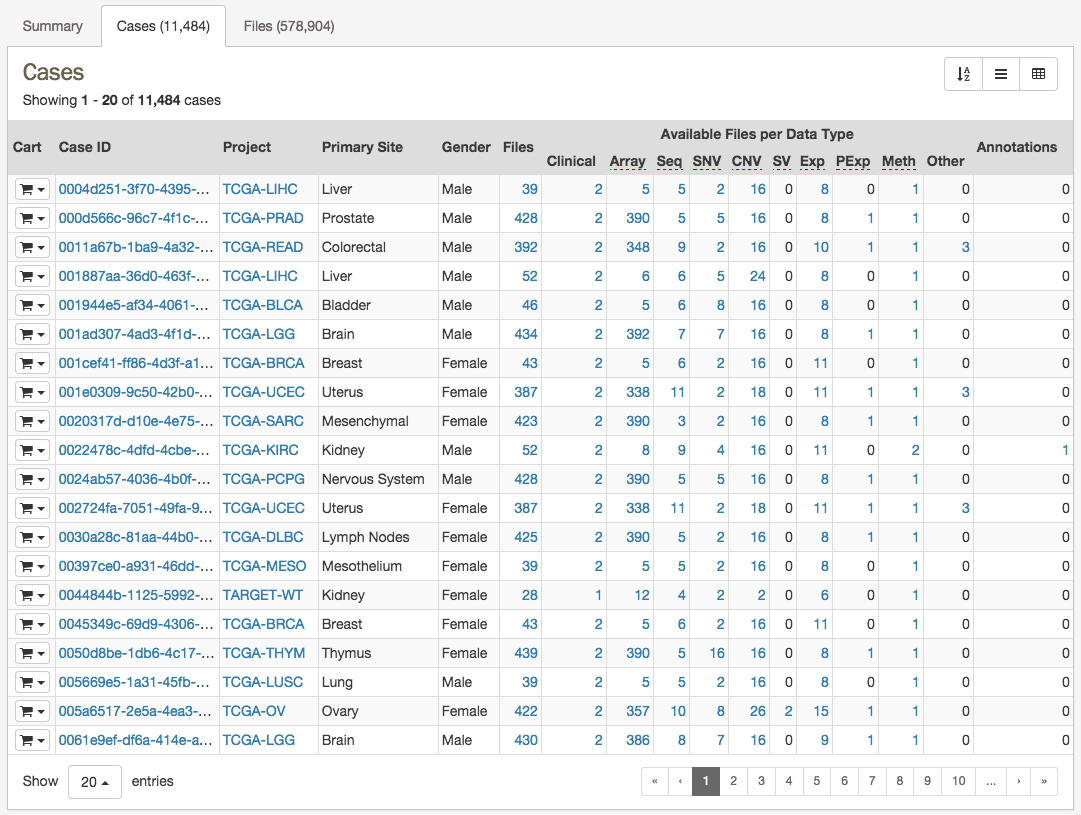 Summary Cases (11,484) Files (578,904)
Cases
Showing 1 - 20 of 11,484 cases
Available Files per Data Type
Cart Case ID Project Primary Site Gender Files Clinical Array Seq SNV CNV SV Exp PExp Meth Other Annotations
0004d251-3f70-4395-... TCGA-LIHC Liver Male 39 2 5 5 2 16 0 8 0 1 0 0
000d566c-96c7-4f1c-... TCGA-PRAD Prostate Male 428 2 390 5 5 16 0 8 1 1 0 0
0011a67b-1ba9-4a32-... TCGA-READ Colorectal Male 392 2 348 9 2 16 0 10 1 1 3 0
001887aa-36d0-463f-... TCGA-LIHC Liver Male 52 2 6 6 5 24 0 8 0 1 0 0
001944e5-af34-4061-... TCGA-BLCA Bladder Male 46 2 5 6 8 16 0 8 0 1 0 0
001ad307-4ad3-4f1d-... TCGA-LGG Brain Male 434 2 392 7 7 16 0 8 1 1 0 0
001cef41-ff86-4d3f-a1... TCGA-BRCA Breast Female 43 2 5 6 2 16 0 11 0 1 0 0
001e0309-9c50-42b0-... TCGA-UCEC Uterus Female 387 2 338 11 2 18 0 11 1 1 3 0
0020317d-d10e-4e75-... TCGA-SARC Mesenchymal Female 423 2 390 3 2 16 0 8 1 1 0 0
0022478c-4dfd-4cbe-... TCGA-KIRC Kidney Male 52 2 8 9 4 16 0 11 0 2 0 1
0024ab57-4036-4b0f-... TCGA-PCPG Nervous System Male 428 2 390 5 5 16 0 8 1 1 0 0
002724fa-7051-49fa-9... TCGA-UCEC Uterus Female 387 2 338 11 2 18 0 11 1 1 3 0
0030a28c-81aa-44b0-... TCGA-DLBC Lymph Nodes Female 425 2 390 5 2 16 0 8 1 1 0 0
00397ce0-a931-46dd-... TCGA-MESO Mesothelium Female 39 2 5 5 2 16 0 8 0 1 0 0
0044844b-1125-5992-... TARGET-WT Kidney Female 28 1 12 4 2 2 0 6 0 1 0 0
0045349c-69d9-4306-... TCGA-BRCA Breast Female 43 2 5 6 2 16 0 11 0 1 0 0
0050d8be-1db6-4c17-... TCGA-THYM Thymus Female 439 2 390 5 16 16 0 8 1 1 0 0
005669e5-1a31-45fb-... TCGA-LUSC Lung Male 39 2 5 5 2 16 0 8 0 1 0 0
005a6517-2e5a-4ea3-... TCGA-OV Ovary Female 422 2 357 10 8 26 2 15 1 1 0 0
0061e9ef-df6a-414e-a... TCGA-LGG Brain Male 430 2 386 8 7 16 0 9 1 1 0 0
Show 20 entries « ‹ 1 2 3 4 5 6 7 8 9 10 ... › »